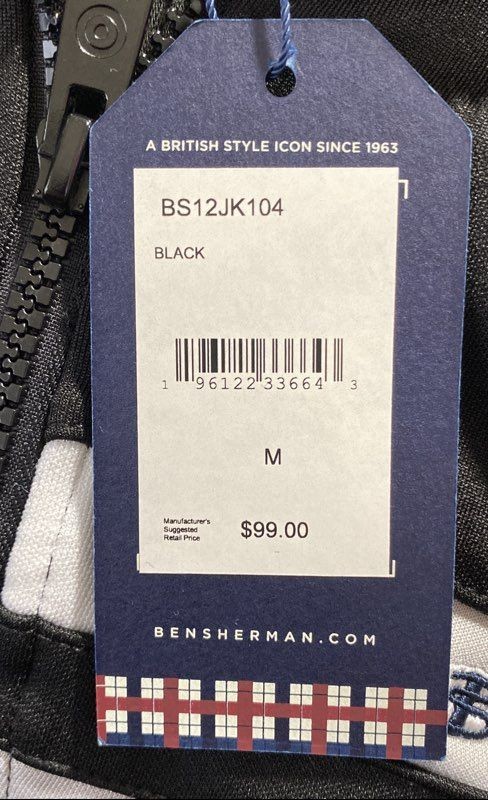 A BRITISH STYLE ICON SINCE 1963
BS12JK104
BLACK
1 96122 33664 3
M
Manufacturer's
Suggested
Retail Price
$99.00
BENSHERMAN.COM